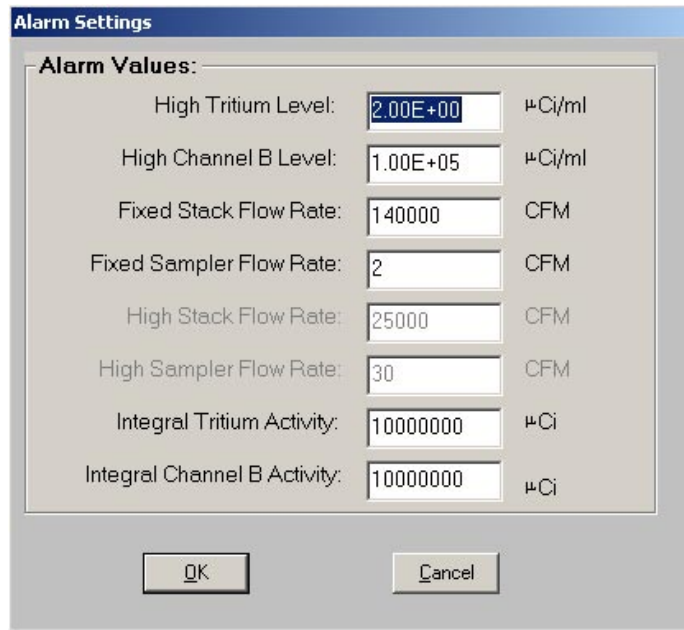 Alarm Settings
Alarm Values:
High Tritium Level: 2.00E+00 µCi/ml
High Channel B Level: 1.00E+05 µCi/ml
Fixed Stack Flow Rate: 140000 CFM
Fixed Sampler Flow Rate: 2 CFM
High Stack Flow Rate: 25000 CFM
High Sampler Flow Rate: 30 CFM
Integral Tritium Activity: 10000000 µCi
Integral Channel B Activity: 10000000 µCi
OK Cancel